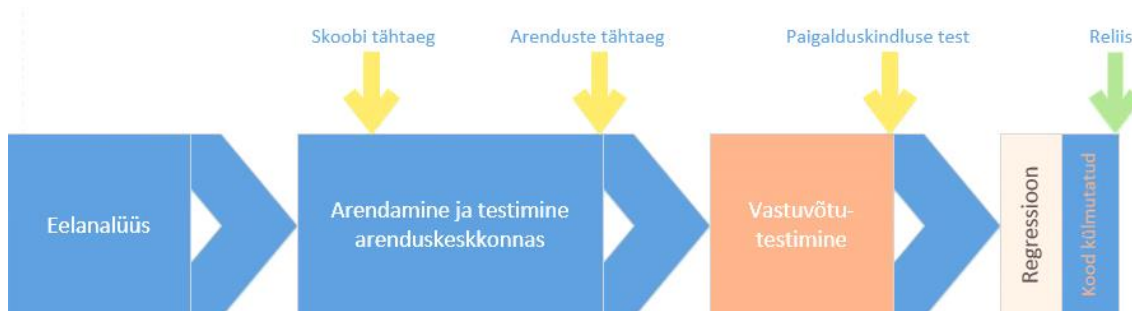 Skoobi tähtaeg
Arenduste tähtaeg
Paigalduskindluse test
Reliis
Eelanalüüs
Arendamine ja testimine
arenduskeskkonnas
Vastuvõtu-
testimine
Regressioon
Kood külmutatud